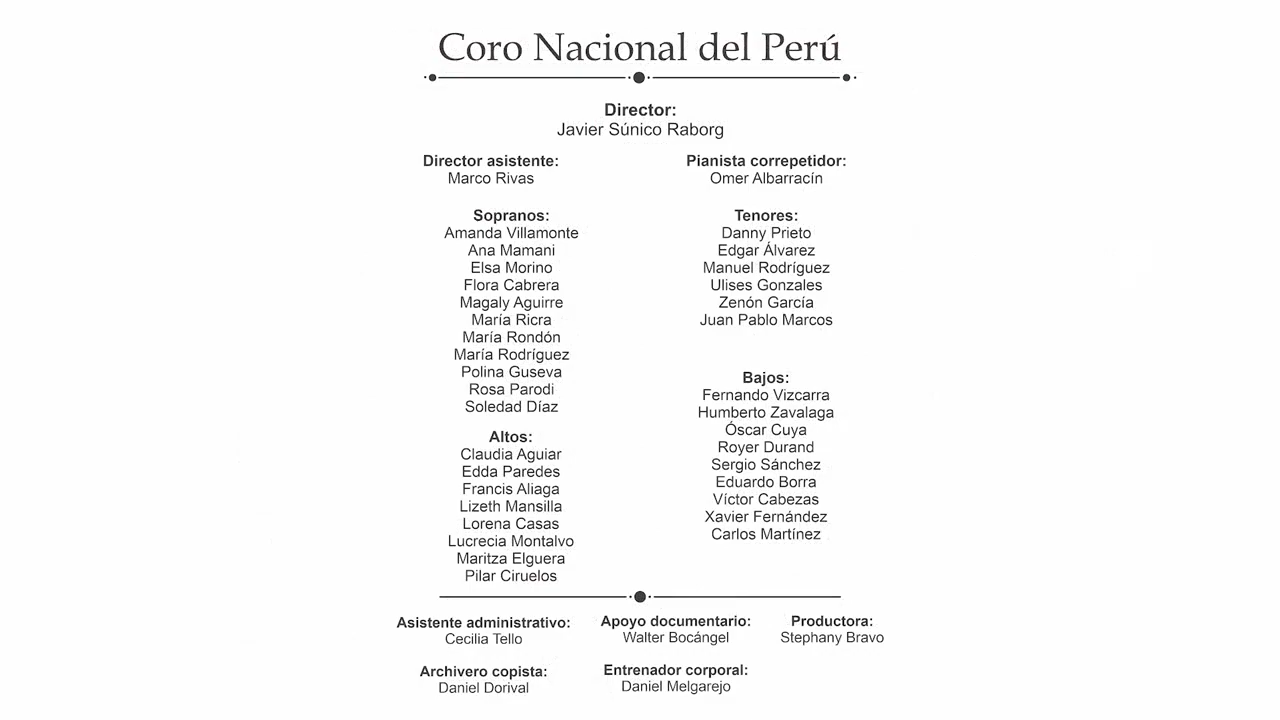 Coro Nacional del Perú
Director:
Javier Súnico Raborg
Director asistente:
Marco Rivas
Pianista correpetidor:
Omer Albarracín
Sopranos:
Amanda Villamonte
Ana Mamani
Elsa Morino
Flora Cabrera
Magaly Aguirre
María Ricra
María Rondón
María Rodríguez
Polina Guseva
Rosa Parodi
Soledad Díaz
Altos:
Claudia Aguiar
Edda Paredes
Francis Aliaga
Lizeth Mansilla
Lorena Casas
Lucrecia Montalvo
Maritza Elguera
Pilar Ciruelos
Tenores:
Danny Prieto
Edgar Álvarez
Manuel Rodríguez
Ulises Gonzales
Zenón García
Juan Pablo Marcos
Bajos:
Fernando Vizcarra
Humberto Zavalaga
Óscar Cuya
Royer Durand
Sergio Sánchez
Eduardo Borra
Víctor Cabezas
Xavier Fernández
Carlos Martínez
Asistente administrativo:
Cecilia Tello
Apoyo documentario:
Walter Bocángel
Productora:
Stephany Bravo
Archivero copista:
Daniel Dorival
Entrenador corporal:
Daniel Melgarejo